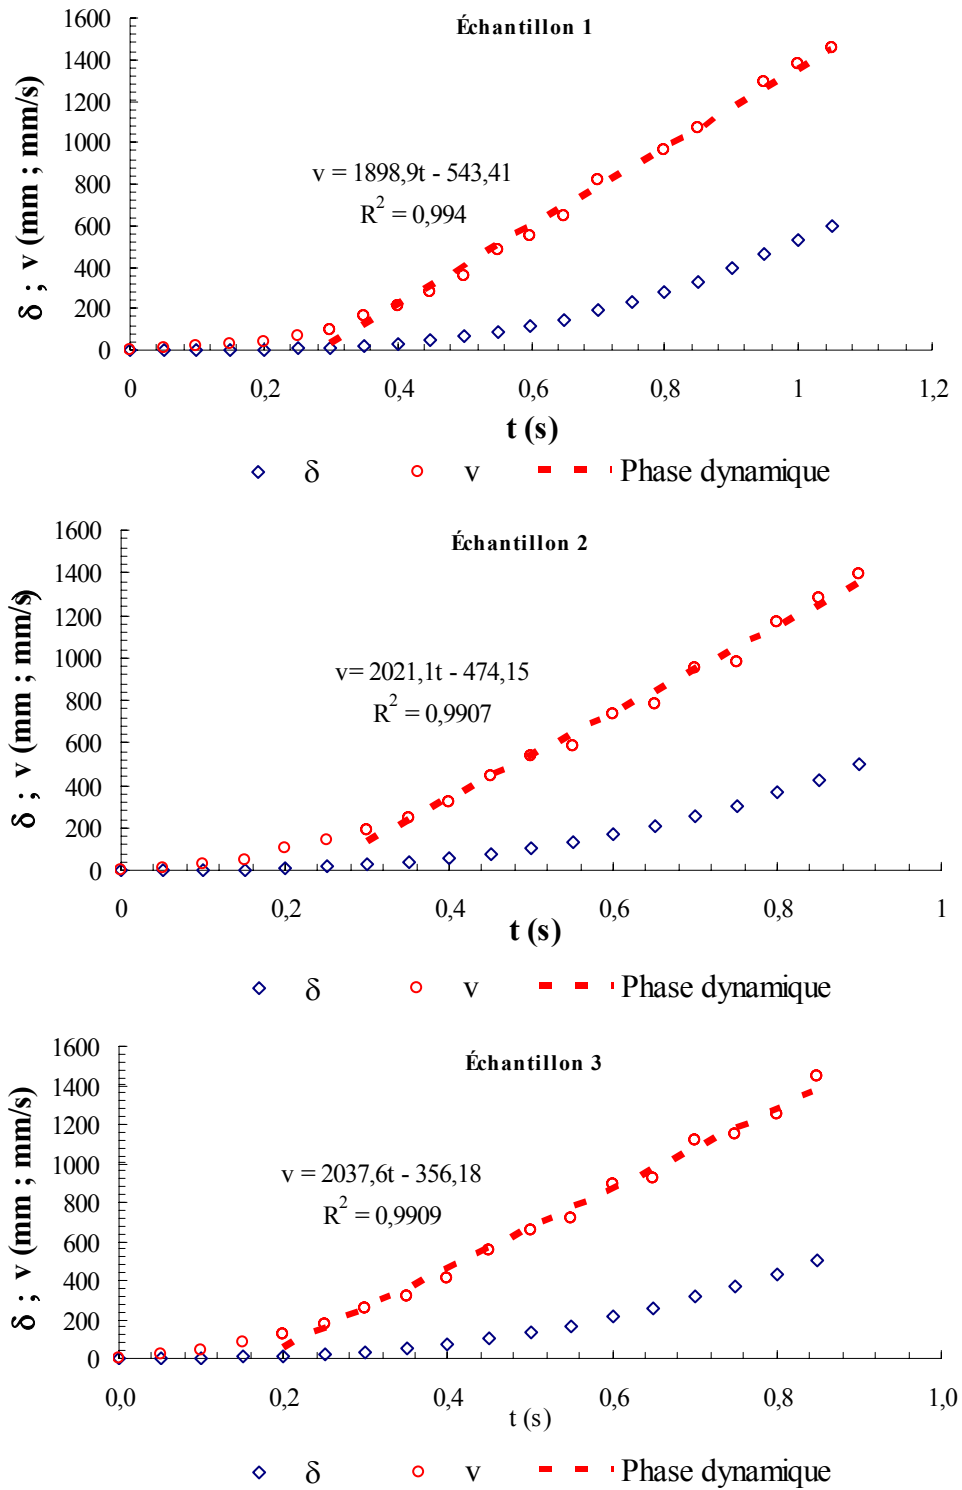 Échantillon 1
δ ; v (mm ; mm/s)
1600
1400
1200
1000
800
600
400
200
0
v = 1898,9t - 543,41
R² = 0,994
0 0,2 0,4 0,6 0,8 1 1,2
t (s)
δ v Phase dynamique
Échantillon 2
δ ; v (mm ; mm/s)
1600
1400
1200
1000
800
600
400
200
0
v= 2021,1t - 474,15
R² = 0,9907
0 0,2 0,4 0,6 0,8 1
t (s)
δ v Phase dynamique
Échantillon 3
δ ; v (mm ; mm/s)
1600
1400
1200
1000
800
600
400
200
0
v = 2037,6t - 356,18
R² = 0,9909
0,0 0,2 0,4 0,6 0,8 1,0
t (s)
δ v Phase dynamique